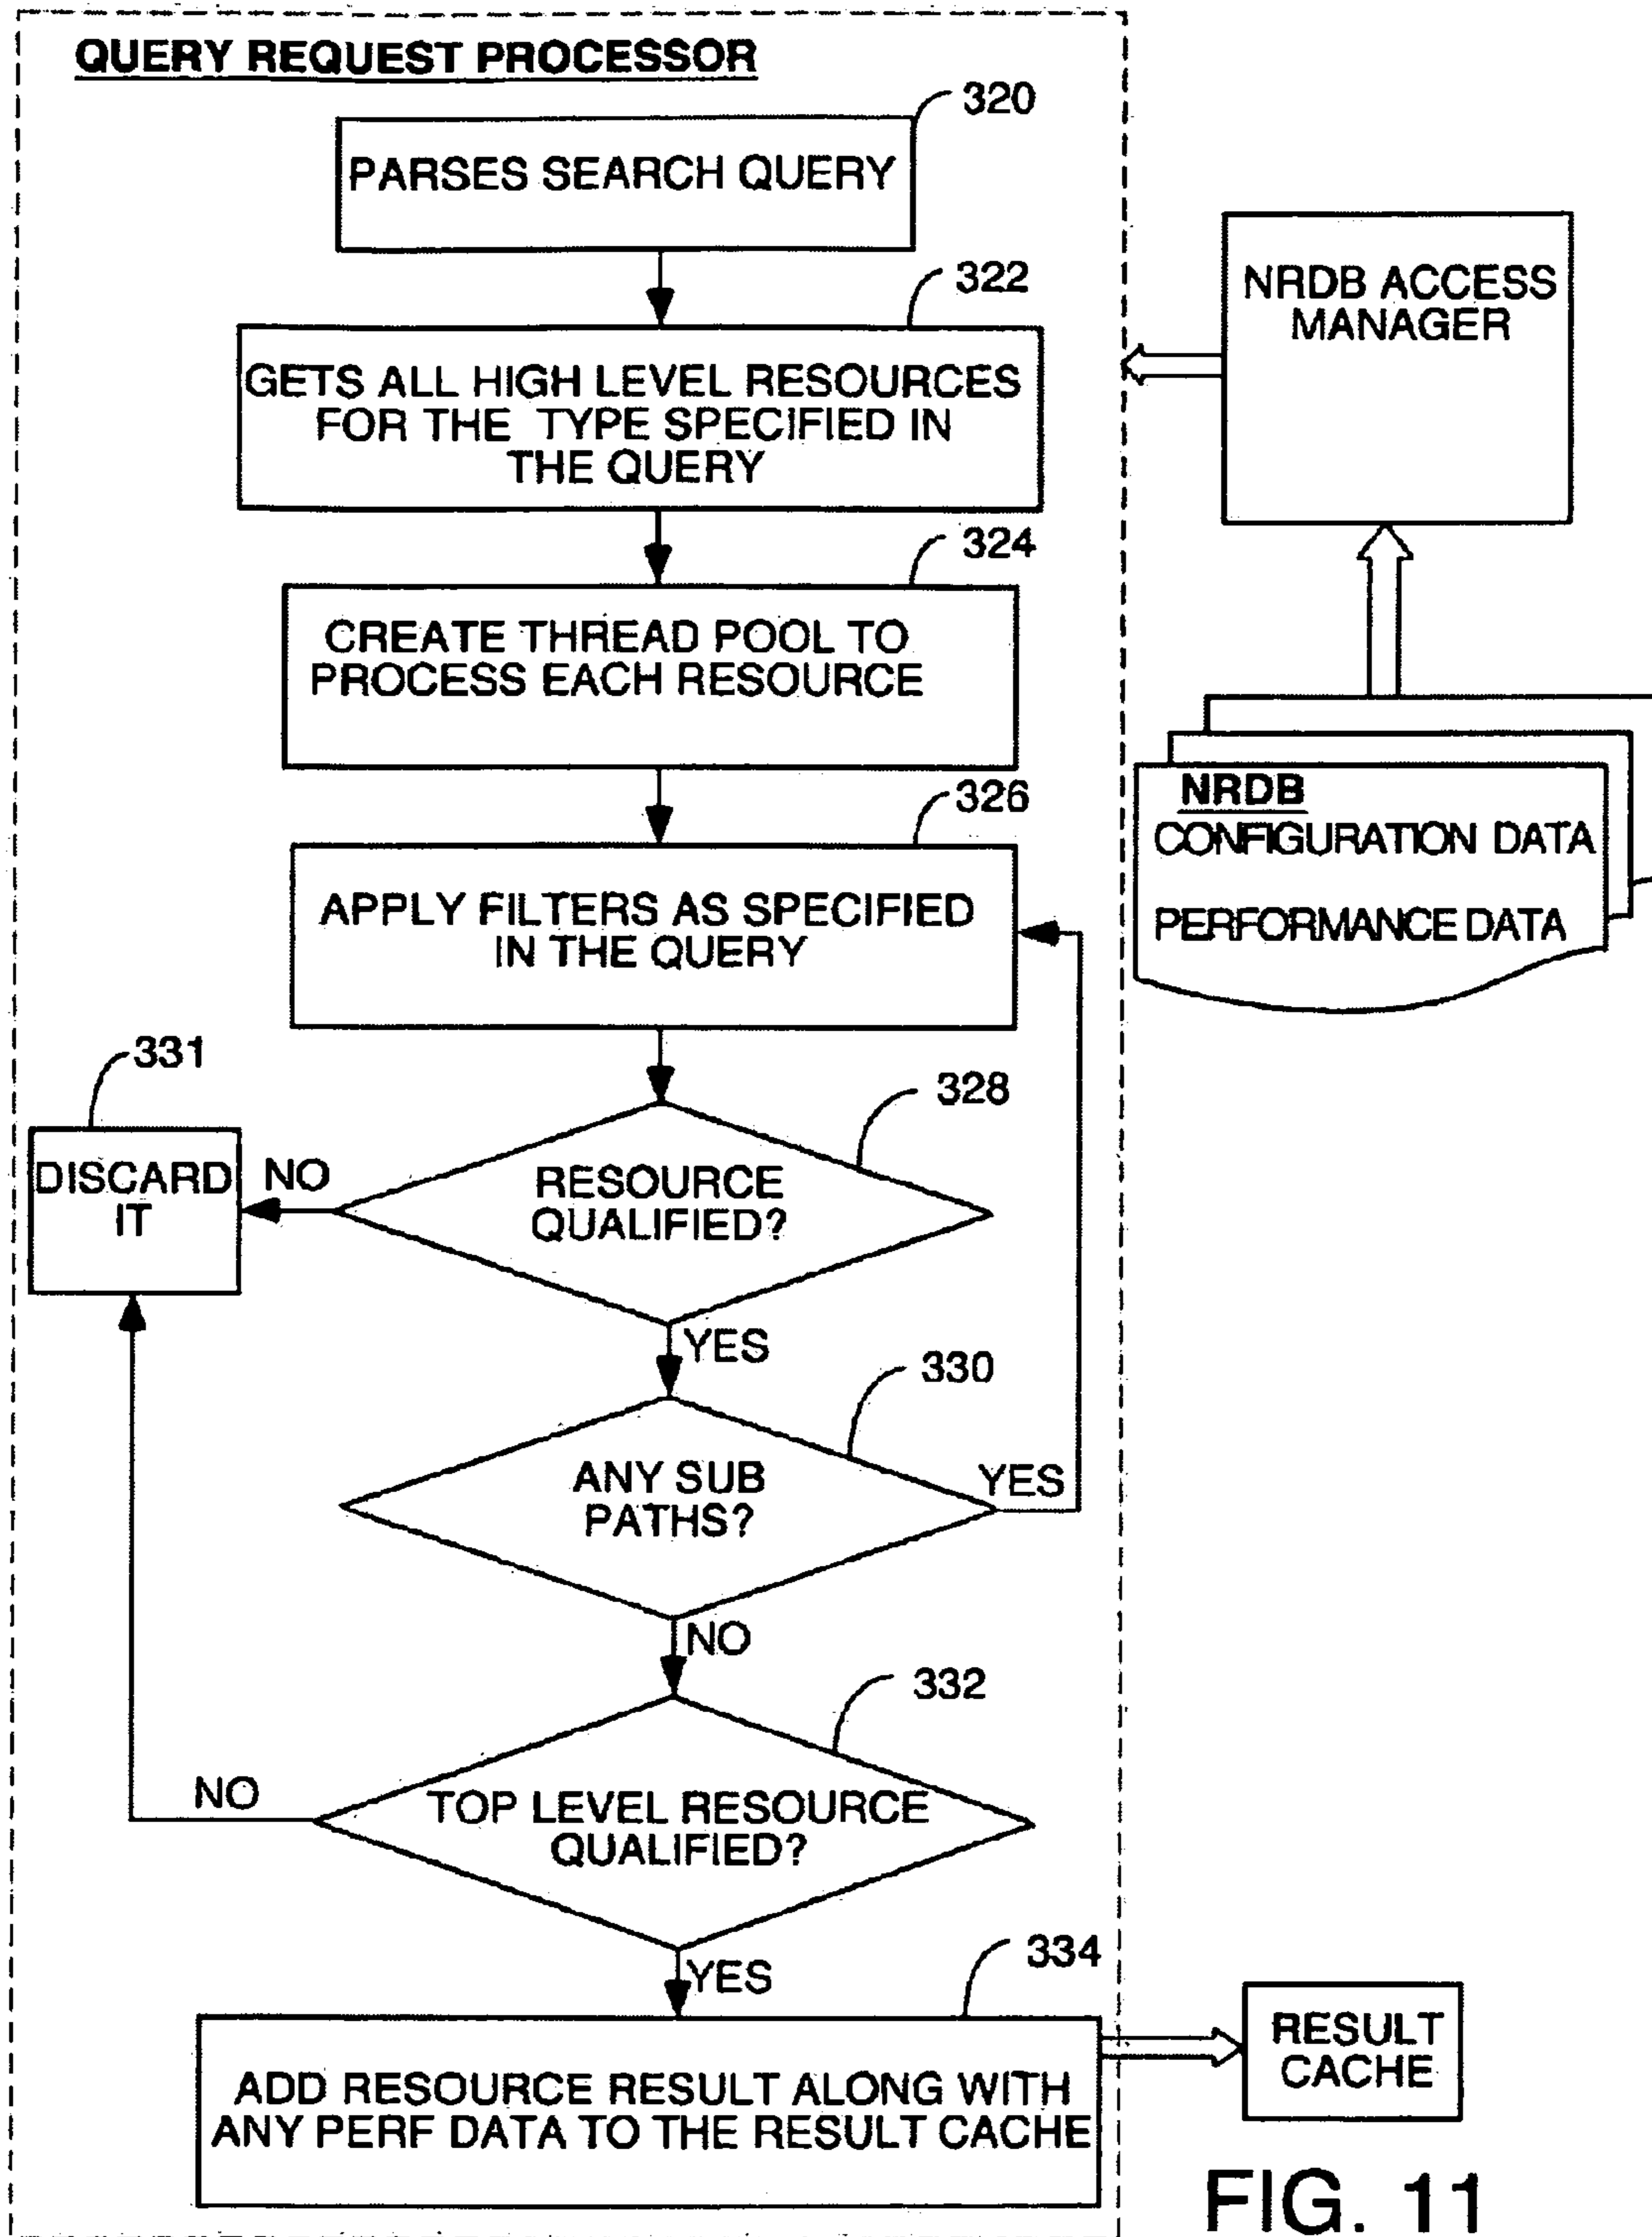 QUERY REQUEST PROCESSOR
320
PARSES SEARCH QUERY
322
GETS ALL HIGH LEVEL RESOURCES
FOR THE TYPE SPECIFIED IN
THE QUERY
NRDB ACCESS
MANAGER
324
CREATE THREAD POOL TO
PROCESS EACH RESOURCE
326
NRDB
CONFIGURATION DATA
PERFORMANCE DATA
APPLY FILTERS AS SPECIFIED
IN THE QUERY
331
328
DISCARD
IT
NO
RESOURCE
QUALIFIED?
YES
330
ANY SUB
PATHS?
YES
NO
332
NO
TOP LEVEL RESOURCE
QUALIFIED?
YES
334
ADD RESOURCE RESULT ALONG WITH
ANY PERF DATA TO THE RESULT CACHE
RESULT
CACHE
FIG. 11